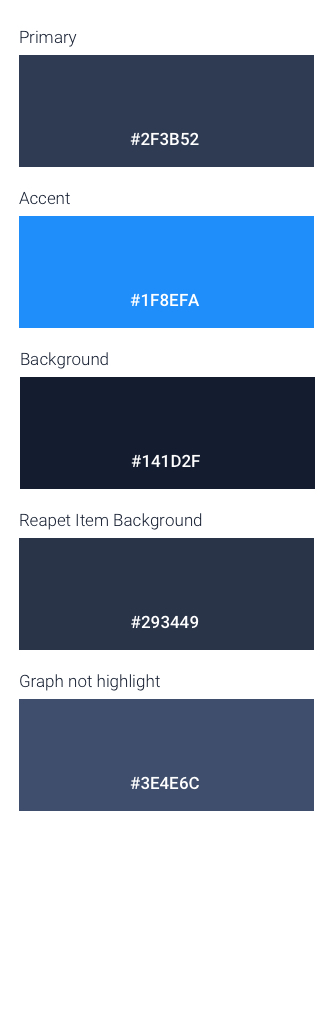 Primary
#2F3B52
Accent
#1F8EFA
Background
#141D2F
Reapet Item Background
#293449
Graph not highlight
#3E4E6C